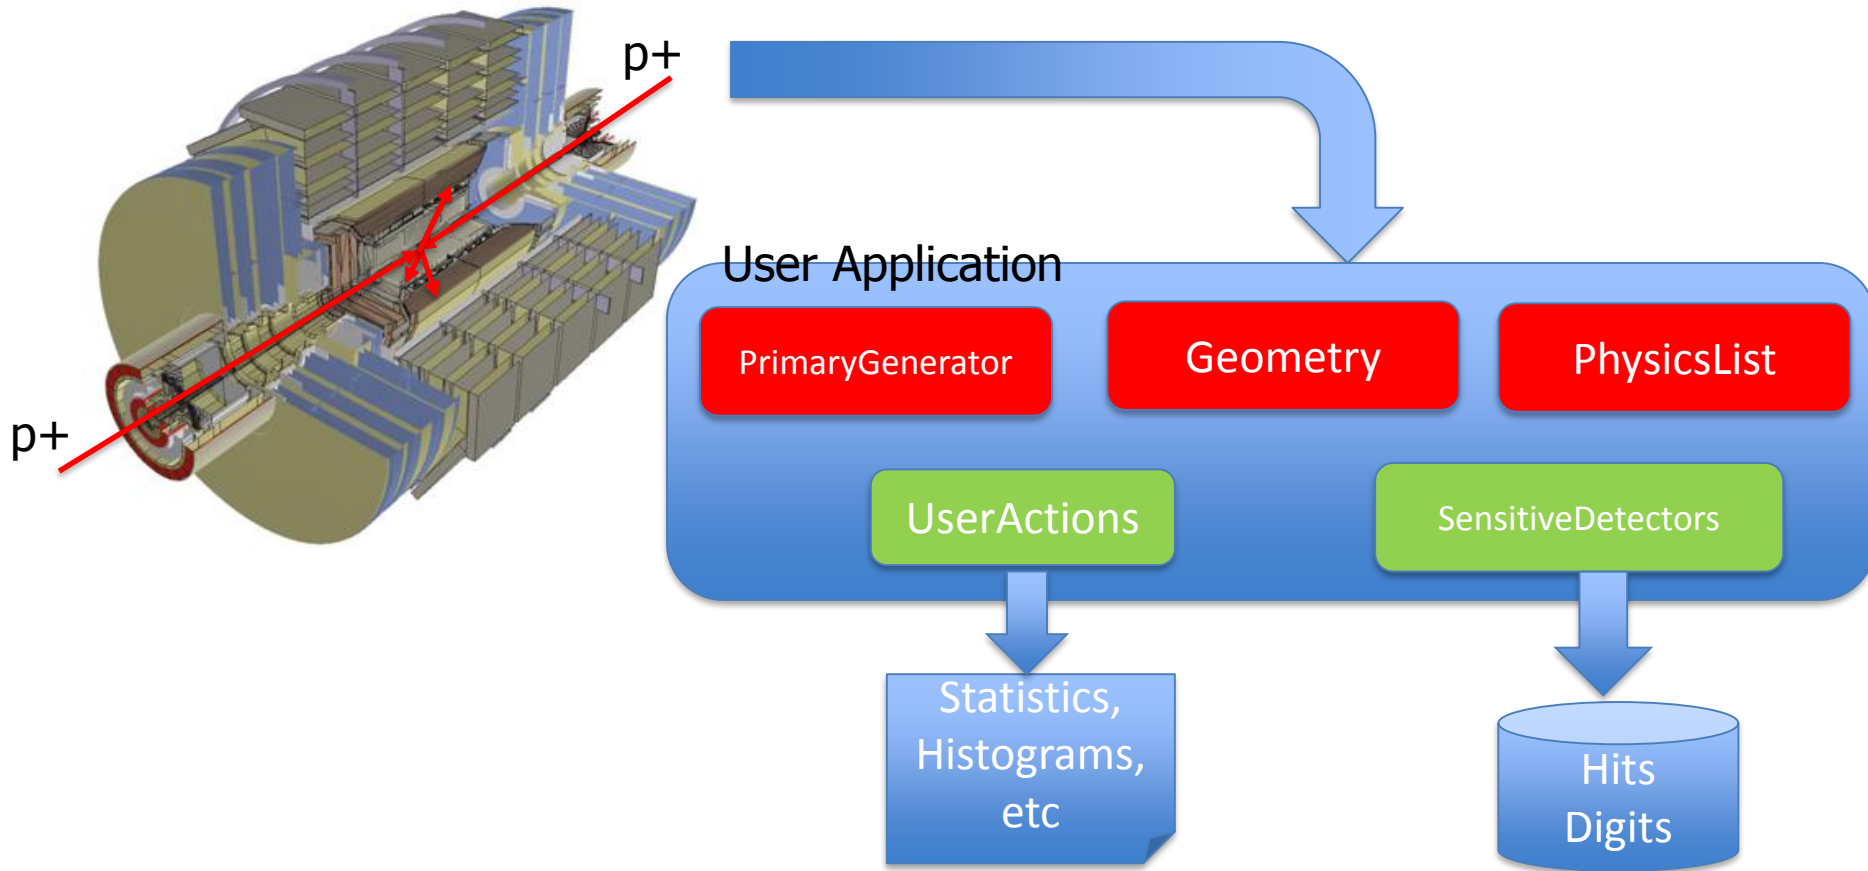 p+
p+
User Application
PrimaryGenerator
Geometry
PhysicsList
UserActions
SensitiveDetectors
Statistics,
Histograms,
etc
Hits
Digits